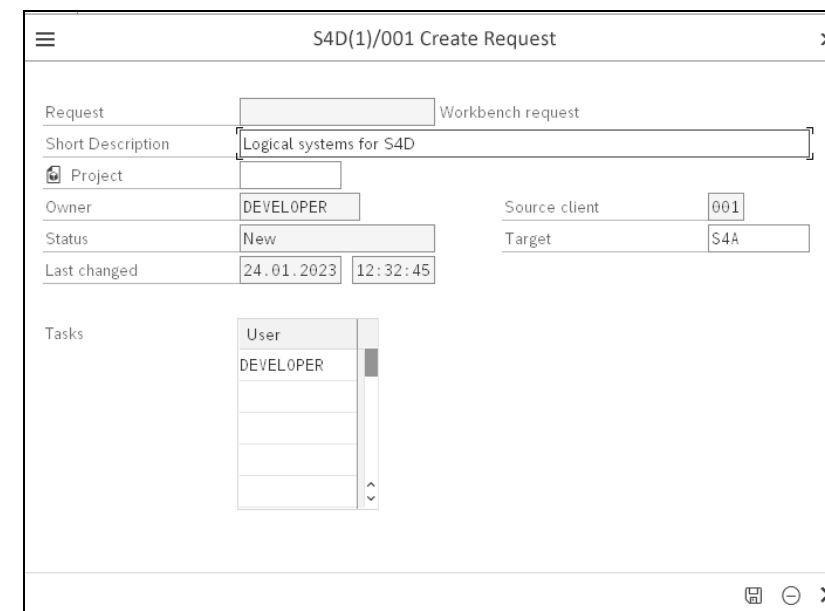 S4D(1)/001 Create Request
Request Workbench request
Short Description Logical systems for S4D
Project
Owner DEVELOPER Source client 001
Status New Target S4A
Last changed 24.01.2023 12:32:45
Tasks User
DEVELOPER